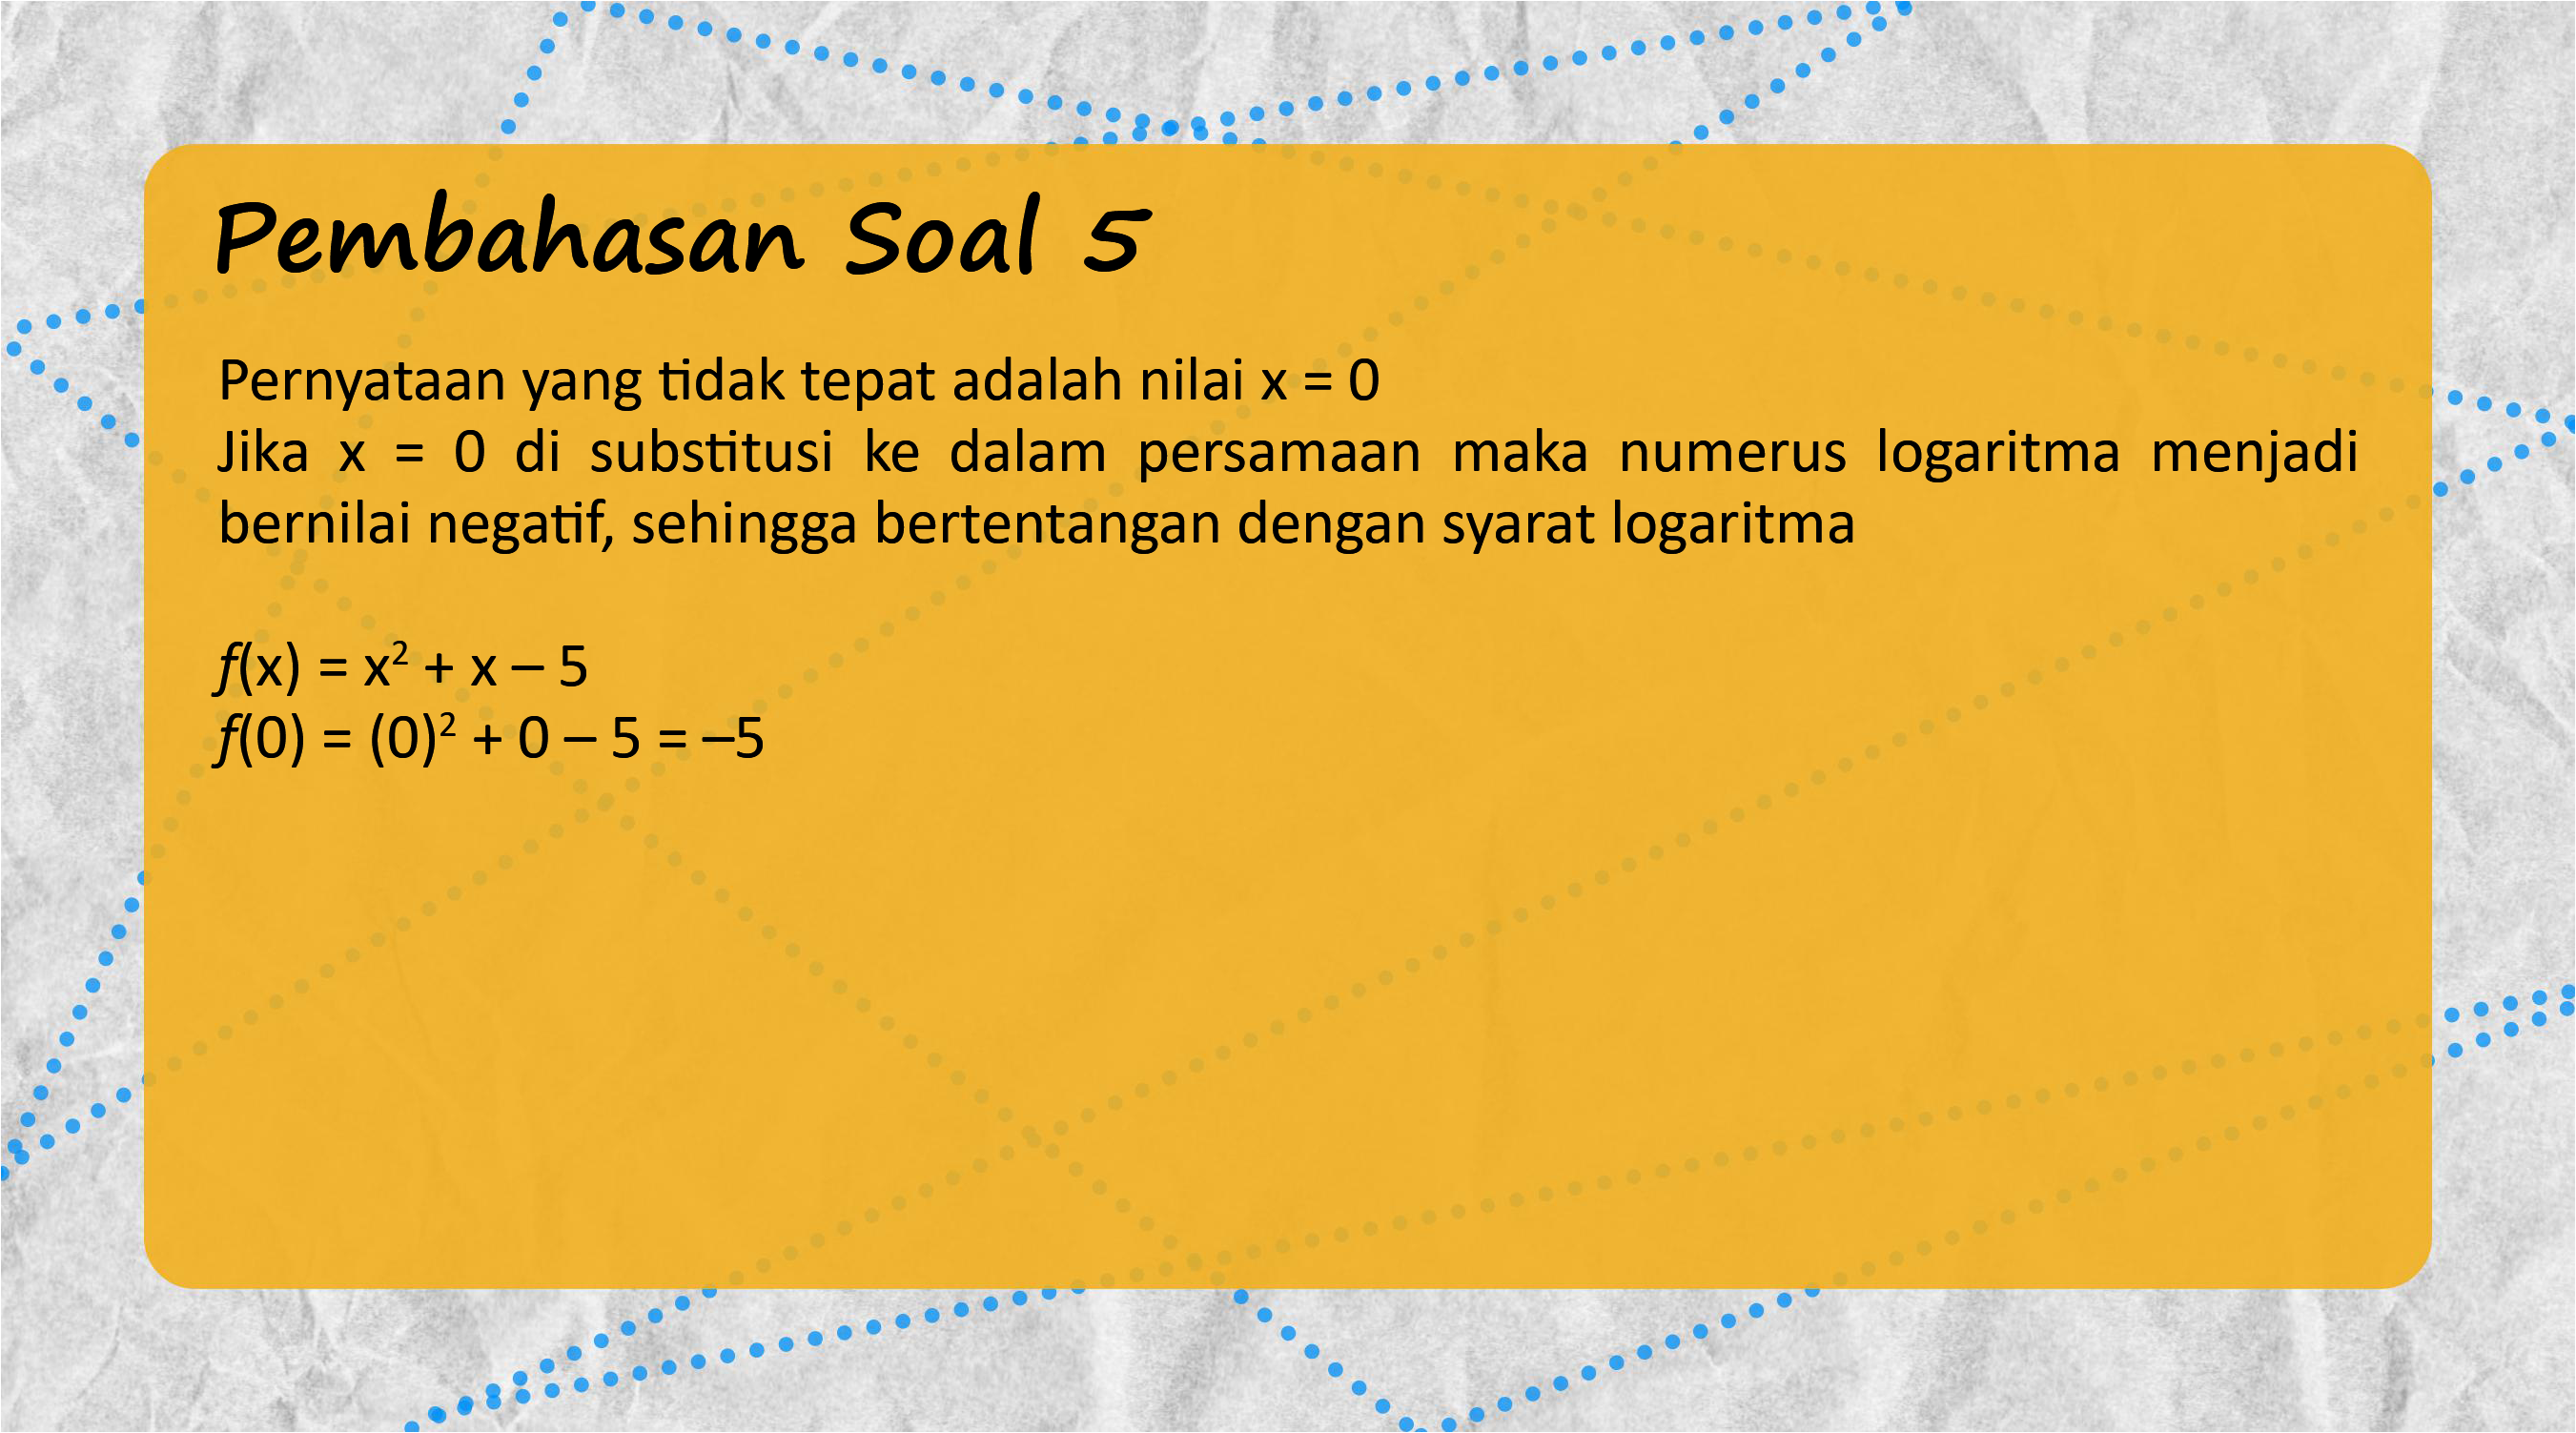 Pembahasan Soal 5
Pernyataan yang tidak tepat adalah nilai x = 0
Jika x = 0 di substitusi ke dalam persamaan maka numerus logaritma menjadi
bernilai negatif, sehingga bertentangan dengan syarat logaritma
f(x) = x² + x – 5
f(0) = (0)² + 0 – 5 = –5